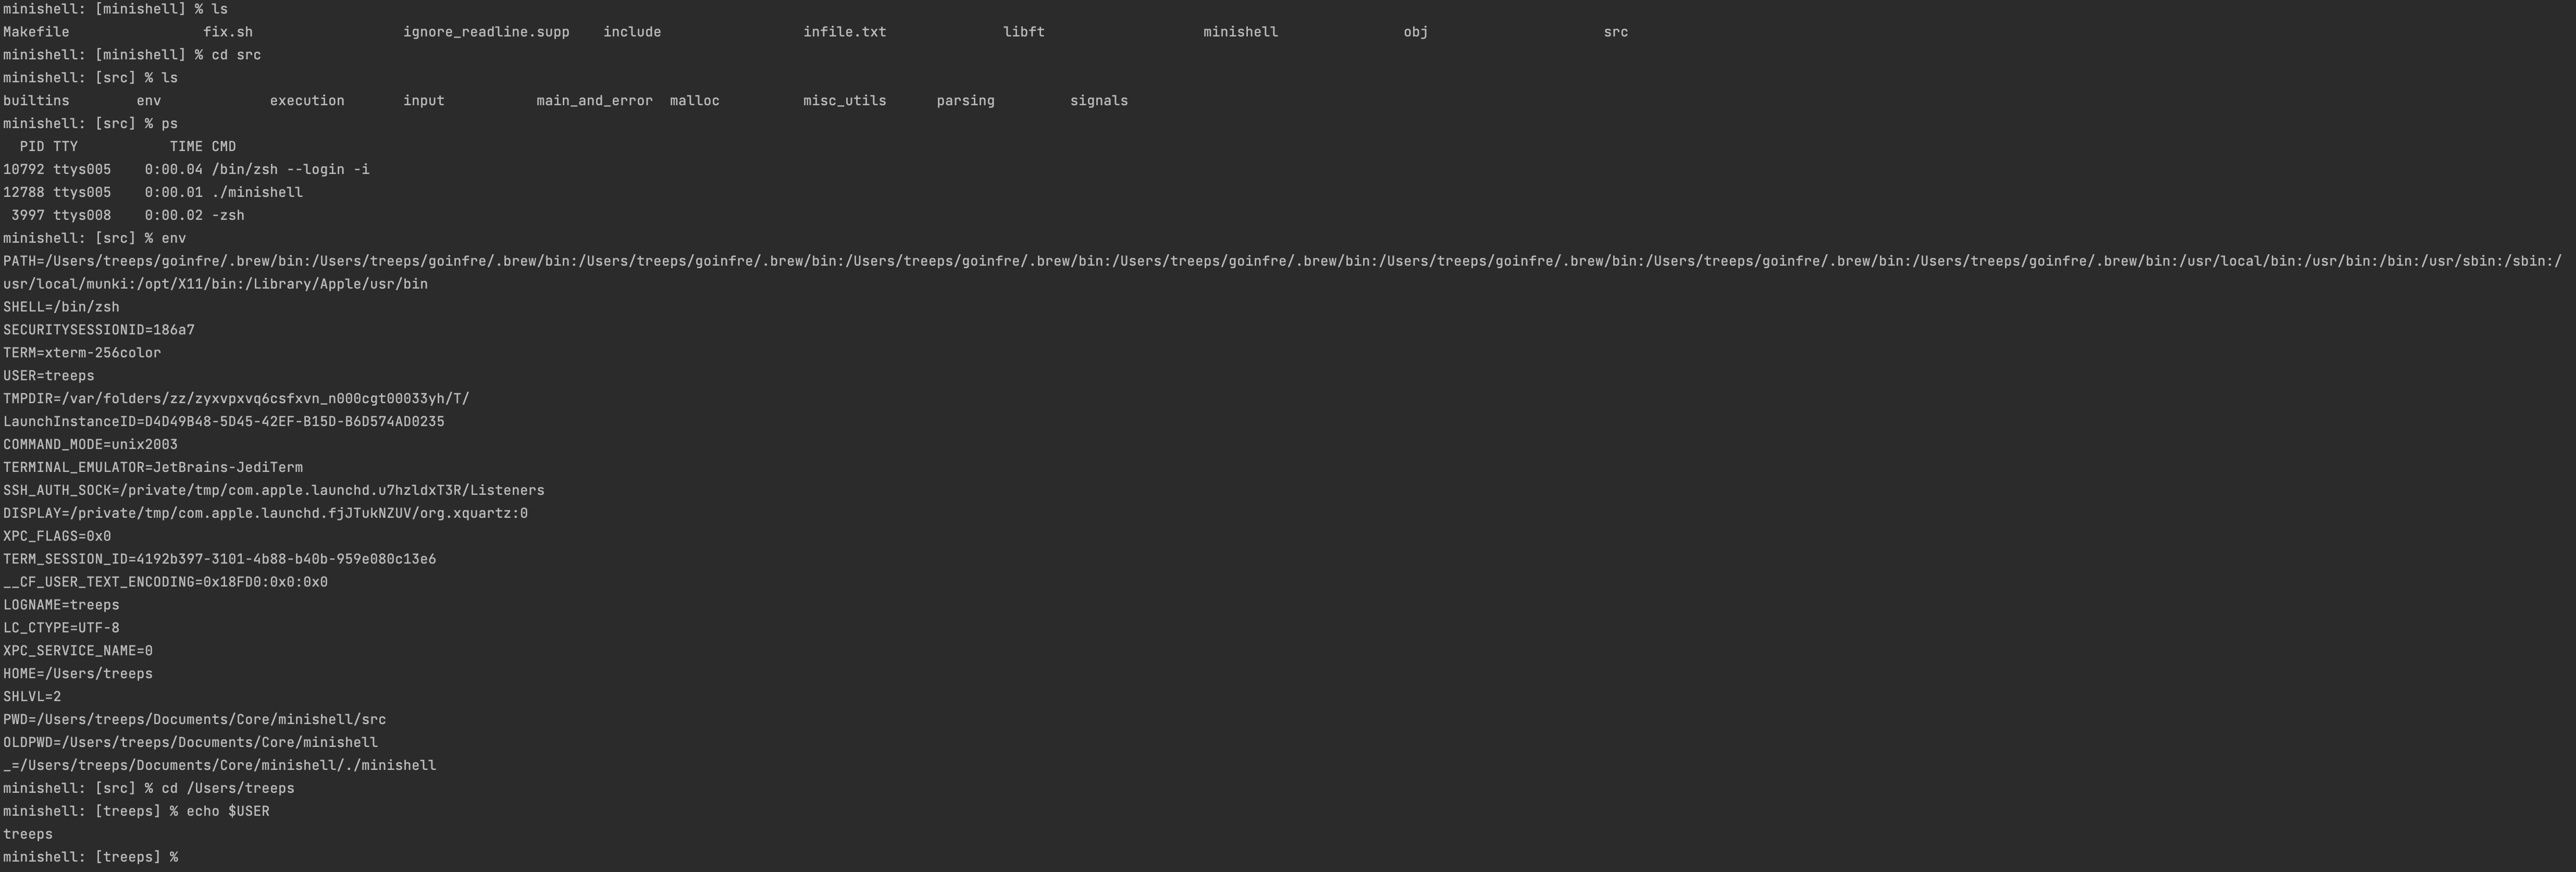 minishell: [minishell] % ls
Makefile                fix.sh                  ignore_readline.supp    include                 infile.txt              libft                   minishell               obj                     src
minishell: [minishell] % cd src
minishell: [src] % ls
builtins        env             execution       input           main_and_error  malloc          misc_utils      parsing         signals
minishell: [src] % ps
  PID TTY           TIME CMD
10792 ttys005    0:00.04 /bin/zsh --login -i
12788 ttys005    0:00.01 ./minishell
 3997 ttys008    0:00.02 -zsh
minishell: [src] % env
PATH=/Users/treeps/goinfre/.brew/bin:/Users/treeps/goinfre/.brew/bin:/Users/treeps/goinfre/.brew/bin:/Users/treeps/goinfre/.brew/bin:/Users/treeps/goinfre/.brew/bin:/Users/treeps/goinfre/.brew/bin:/Users/treeps/goinfre/.brew/bin:/Users/treeps/goinfre/.brew/bin:/usr/local/bin:/usr/bin:/bin:/usr/sbin:/sbin:/
usr/local/munki:/opt/X11/bin:/Library/Apple/usr/bin
SHELL=/bin/zsh
SECURITYSESSIONID=186a7
TERM=xterm-256color
USER=treeps
TMPDIR=/var/folders/zz/zyxvpxvq6csfxvn_n000cgt00033yh/T/
LaunchInstanceID=D4D49B48-5D45-42EF-B15D-B6D574AD0235
COMMAND_MODE=unix2003
TERMINAL_EMULATOR=JetBrains-JediTerm
SSH_AUTH_SOCK=/private/tmp/com.apple.launchd.u7hzldxT3R/Listeners
DISPLAY=/private/tmp/com.apple.launchd.fjJTukNZUV/org.xquartz:0
XPC_FLAGS=0x0
TERM_SESSION_ID=4192b397-3101-4b88-b40b-959e080c13e6
__CF_USER_TEXT_ENCODING=0x18FD0:0x0:0x0
LOGNAME=treeps
LC_CTYPE=UTF-8
XPC_SERVICE_NAME=0
HOME=/Users/treeps
SHLVL=2
PWD=/Users/treeps/Documents/Core/minishell/src
OLDPWD=/Users/treeps/Documents/Core/minishell
_=/Users/treeps/Documents/Core/minishell/./minishell
minishell: [src] % cd /Users/treeps
minishell: [treeps] % echo $USER
treeps
minishell: [treeps] %